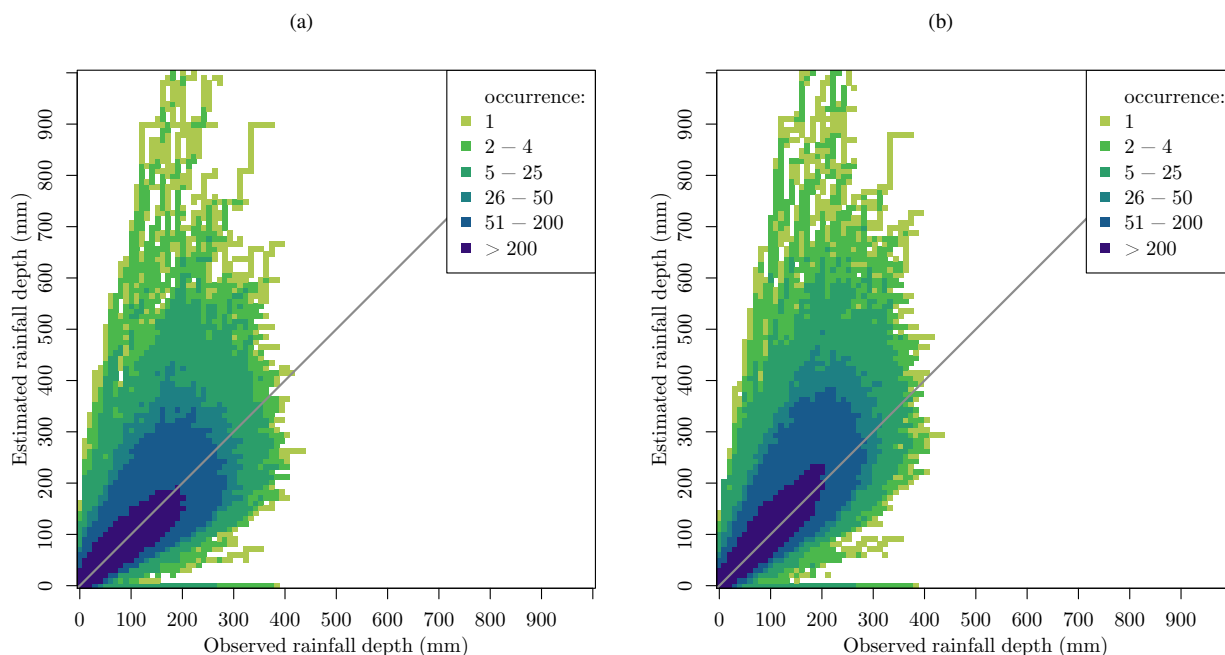 (a)
(b)
occurrence:
1
2 − 4
5 − 25
26 − 50
51 − 200
> 200
Estimated rainfall depth (mm)
0 100 200 300 400 500 600 700 800 900
0 100 200 300 400 500 600 700 800 900
Observed rainfall depth (mm)
occurrence:
1
2 − 4
5 − 25
26 − 50
51 − 200
> 200
Estimated rainfall depth (mm)
0 100 200 300 400 500 600 700 800 900
0 100 200 300 400 500 600 700 800 900
Observed rainfall depth (mm)